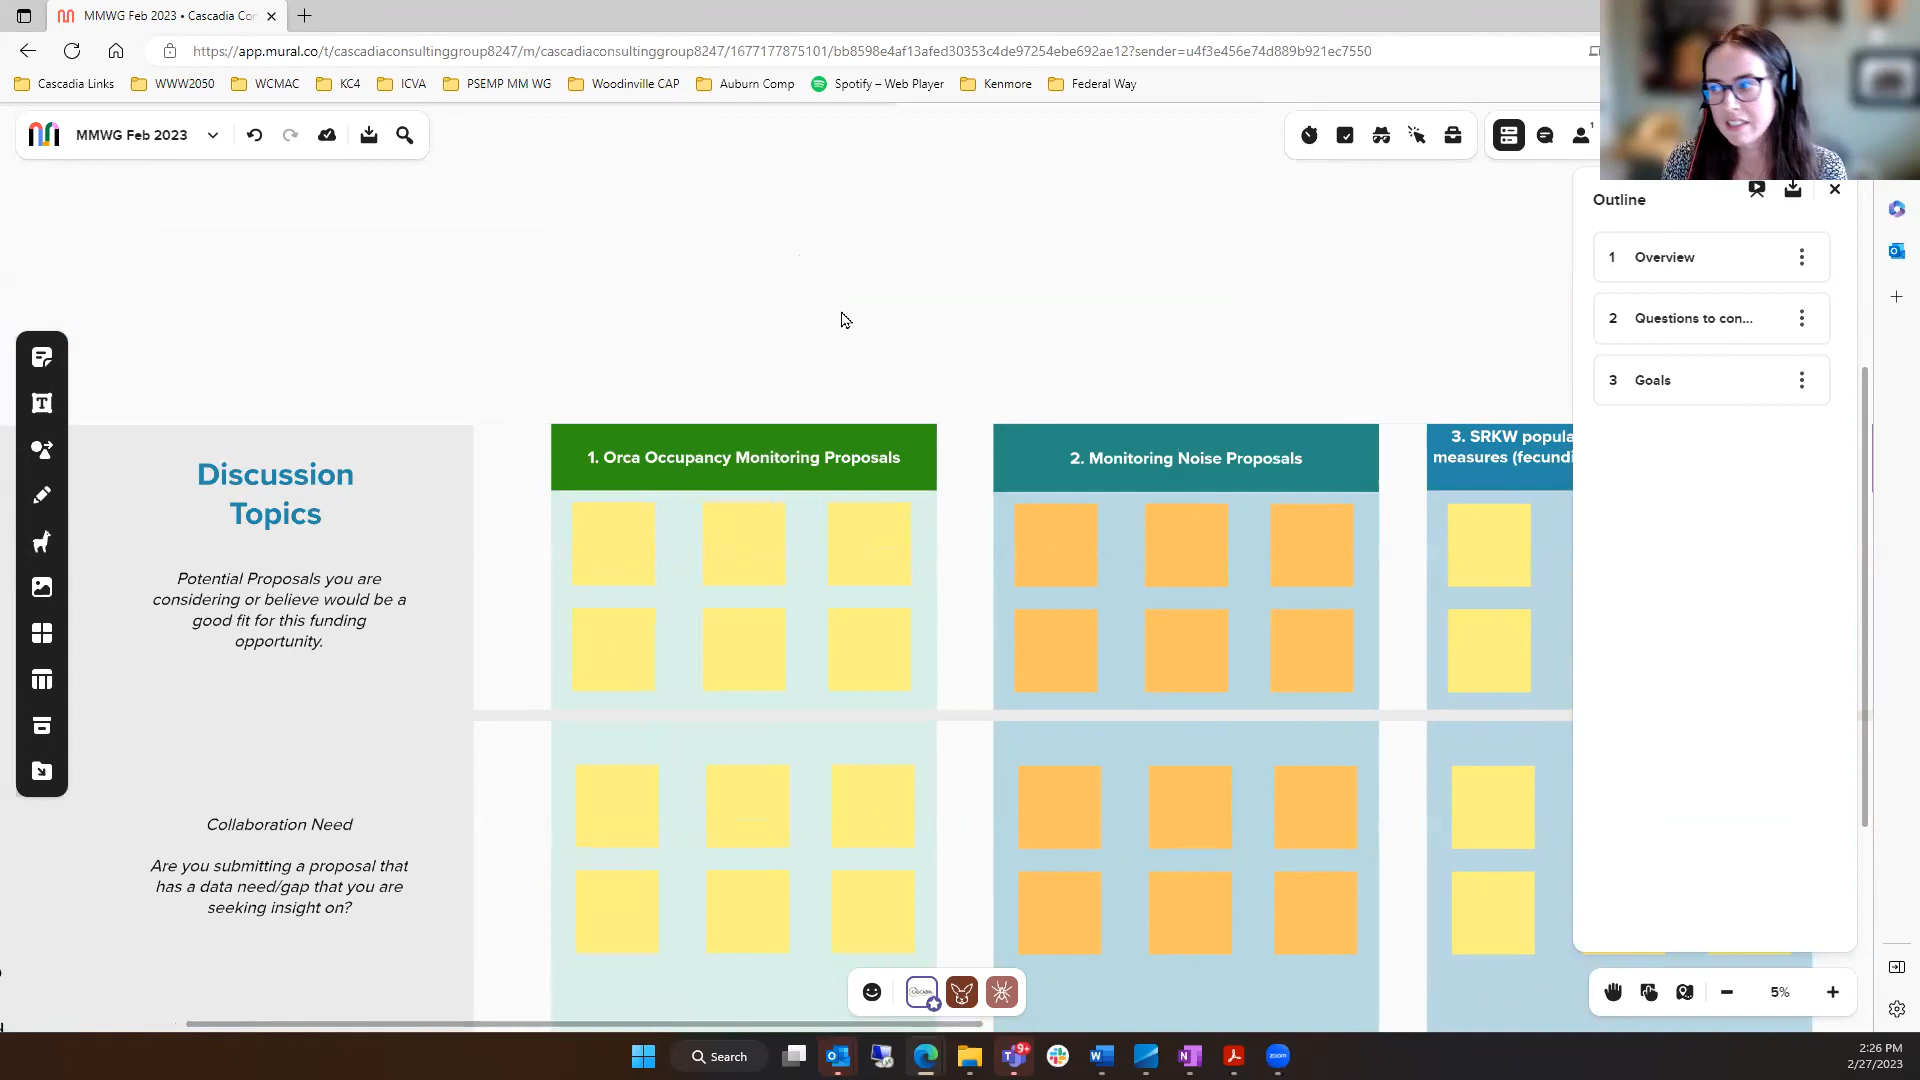 MMWG Feb 2023 • Cascadia Co
https://app.mural.co/t/cascadiaconsultinggroup8247/m/cascadiaconsultinggroup8247/1677177875101/bb8598e4af13afed30353c4de97254ebe692ae12?sender=u4f3e456e74d889b921ec7550
Cascadia Links WWW2050 WCMAC KC4 ICVA PSEMP MM WG Woodinville CAP Auburn Comp Spotify – Web Player Kenmore Federal Way
MMWG Feb 2023
1
Outline
1 Overview
2 Questions to con...
3 Goals
Discussion
Topics
Potential Proposals you are
considering or believe would be a
good fit for this funding
opportunity.
Collaboration Need
Are you submitting a proposal that
has a data need/gap that you are
seeking insight on?
1. Orca Occupancy Monitoring Proposals
2. Monitoring Noise Proposals
3. SRKW popula
measures (fecundi
CASCADIA
5%
Search
9+
zoom
2:26 PM
2/27/2023